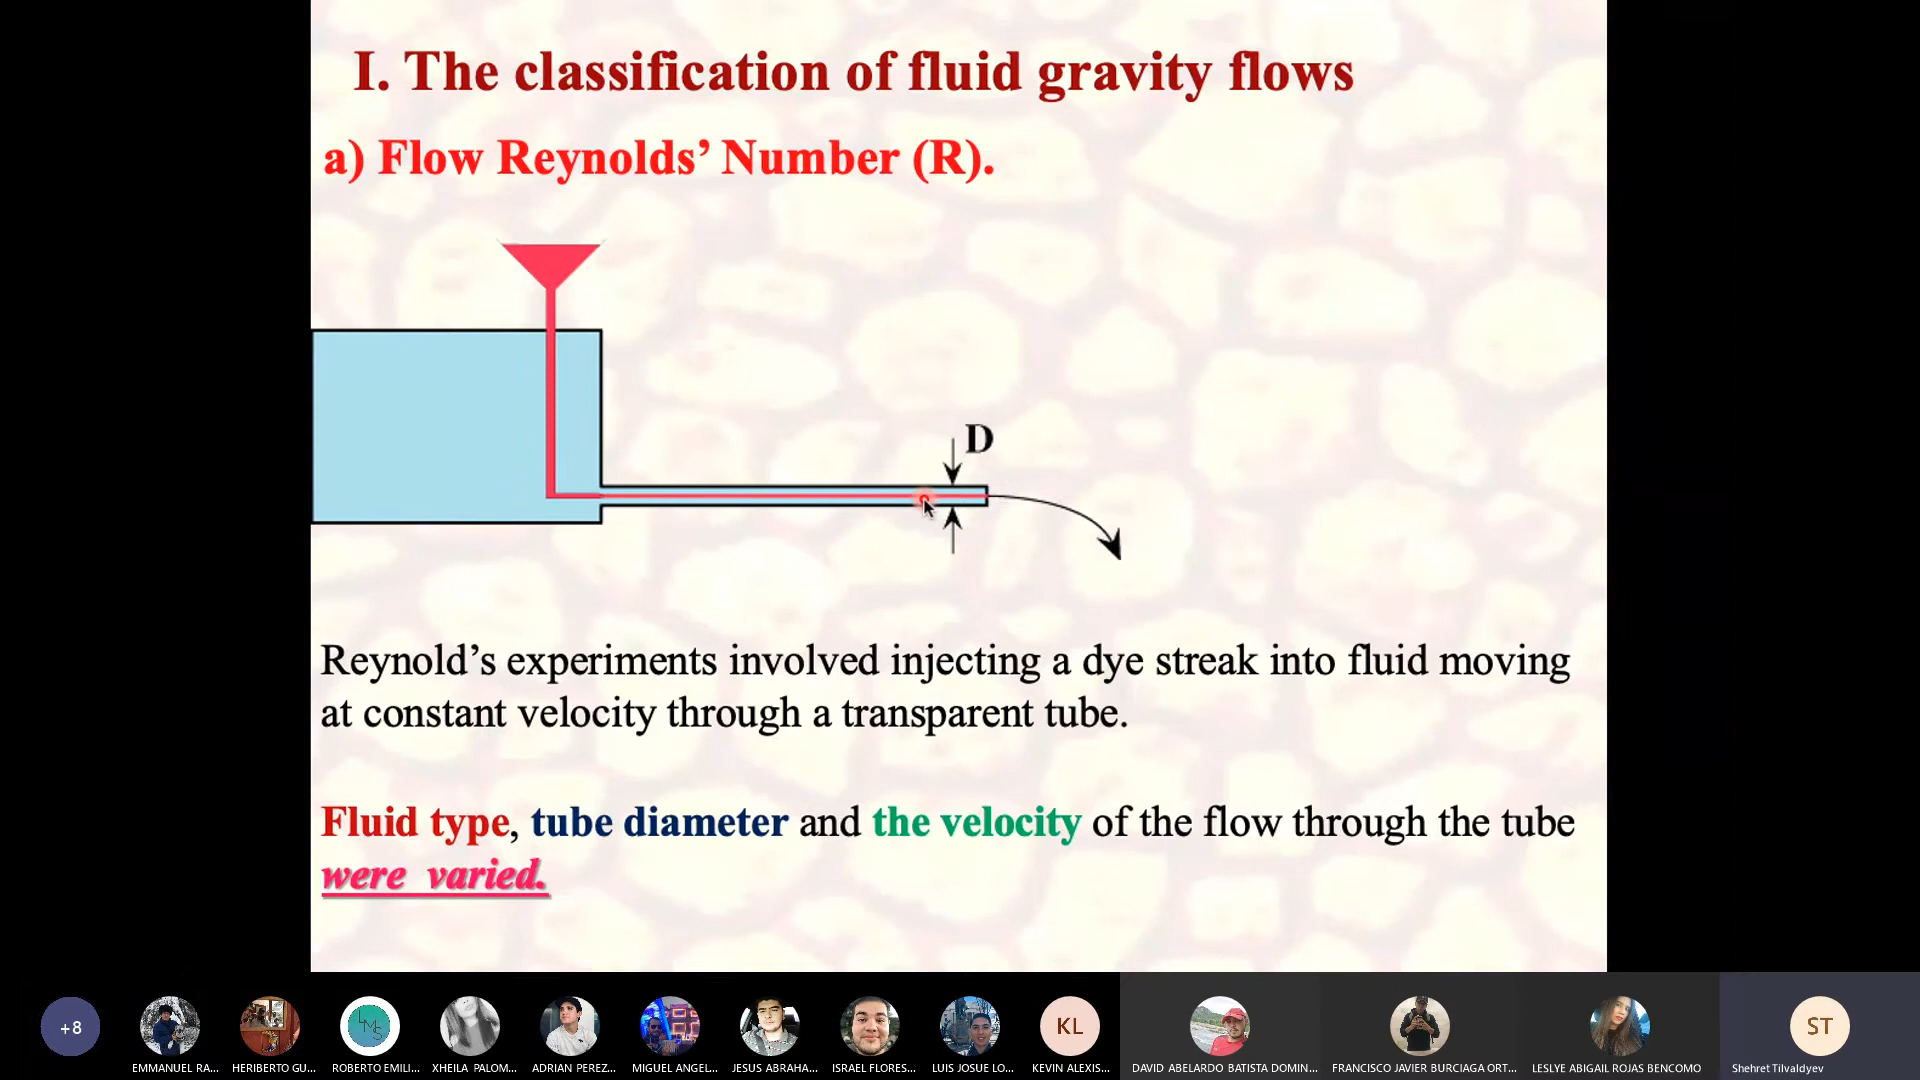 I. The classification of fluid gravity flows
a) Flow Reynolds’ Number (R).
D
Reynold’s experiments involved injecting a dye streak into fluid moving
at constant velocity through a transparent tube.
Fluid type, tube diameter and the velocity of the flow through the tube
were varied.
+8
LMS
KL
ST
EMMANUEL RA...
HERIBERTO GU...
ROBERTO EMILI...
XHEILA PALOM...
ADRIAN PEREZ...
MIGUEL ANGEL...
JESUS ABRAHA...
ISRAEL FLORES...
LUIS JOSUE LO...
KEVIN ALEXIS...
DAVID ABELARDO BATISTA DOMIN...
FRANCISCO JAVIER BURCIAGA ORT...
LESLYE ABIGAIL ROJAS BENCOMO
Shehret Tilvaldyev